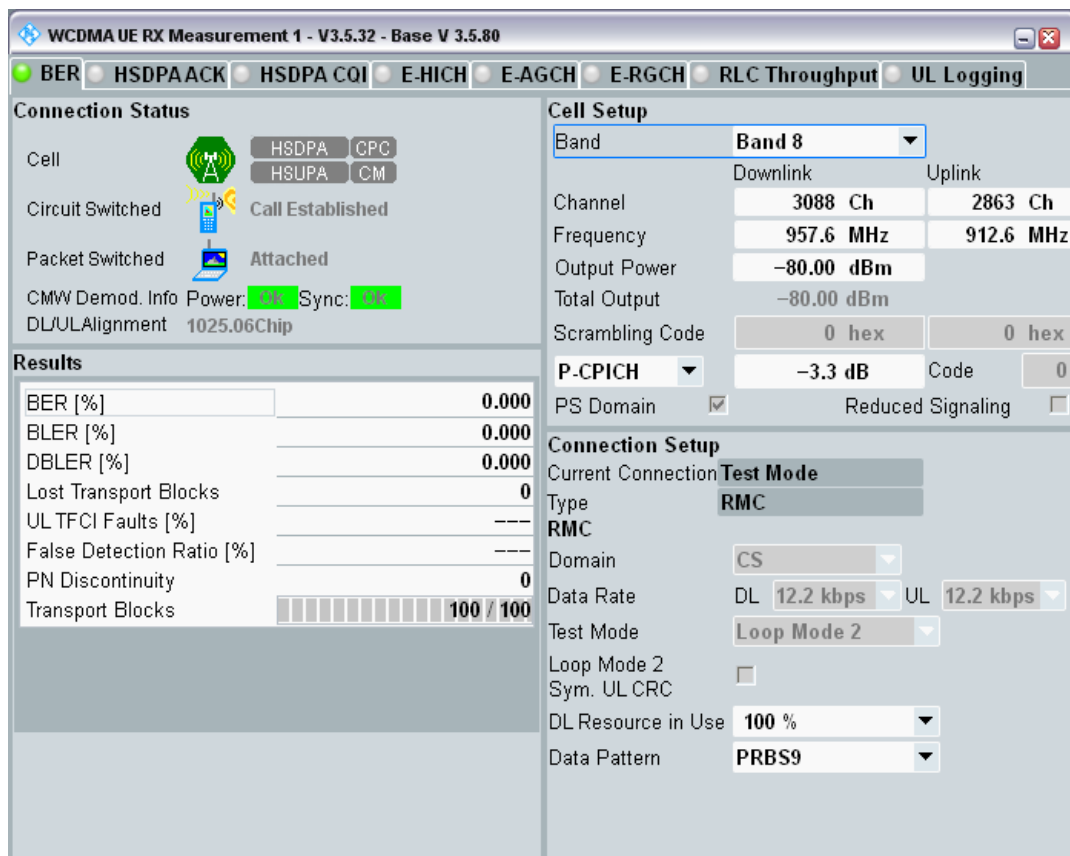 WCDMA UE RX Measurement 1 - V3.5.32 - Base V 3.5.80
BER HSDPA ACK HSDPA CQI E-HICH E-AGCH E-RGCH RLC Throughput UL Logging
Connection Status
Cell HSDPA CPC
HSUPA CM
Circuit Switched Call Established
Packet Switched Attached
CMW Demod. Info Power: Ok Sync: Ok
DL/UL Alignment 1025.06Chip
Results
BER [%] 0.000
BLER [%] 0.000
DBLER [%] 0.000
Lost Transport Blocks 0
UL TFCI Faults [%] ---
False Detection Ratio [%] ---
PN Discontinuity 0
Transport Blocks 100 / 100
Cell Setup
Band Band 8
Downlink Uplink
Channel 3088 Ch 2863 Ch
Frequency 957.6 MHz 912.6 MHz
Output Power -80.00 dBm
Total Output -80.00 dBm
Scrambling Code 0 hex 0 hex
P-CPICH -3.3 dB Code 0
PS Domain Reduced Signaling
Connection Setup
Current Connection Test Mode
Type RMC
RMC
Domain CS
Data Rate DL 12.2 kbps UL 12.2 kbps
Test Mode Loop Mode 2
Loop Mode 2
Sym. UL CRC
DL Resource in Use 100 %
Data Pattern PRBS9